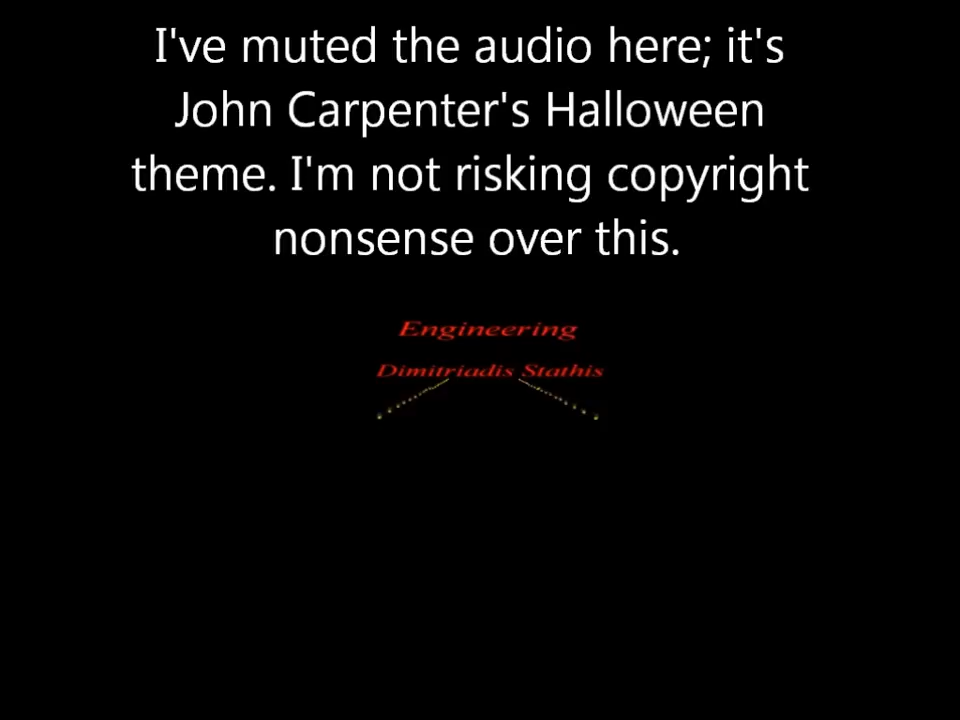 I've muted the audio here; it's
John Carpenter's Halloween
theme. I'm not risking copyright
nonsense over this.
Engineering
Dimitriadis Stathis